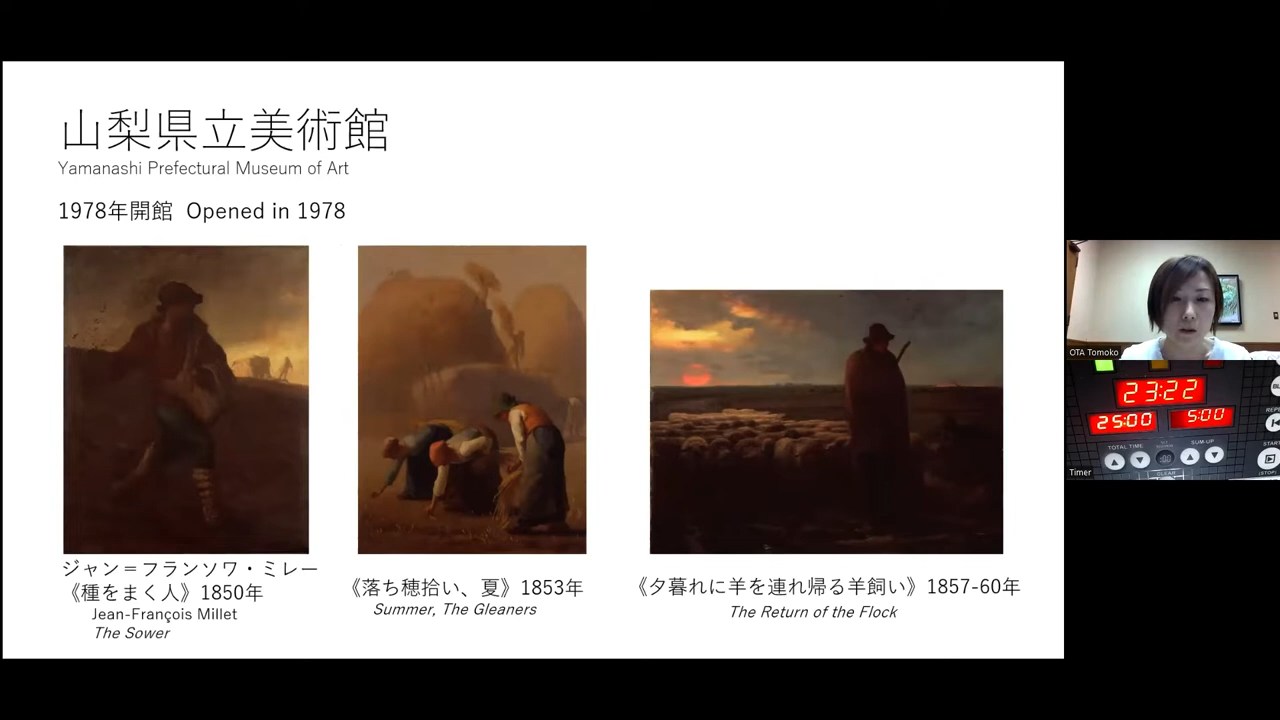 山梨県立美術館
Yamanashi Prefectural Museum of Art
1978年開館 Opened in 1978
ジャン＝フランソワ・ミレー
《種をまく人》1850年
Jean-François Millet
The Sower
《落ち穂拾い、夏》1853年
Summer, The Gleaners
《夕暮れに羊を連れ帰る羊飼い》1857-60年
The Return of the Flock
OTA Tomoko
23:22
25:00
5:00
TOTAL TIME
SUM-UP
CLEAR
START
(STOP)
Timer